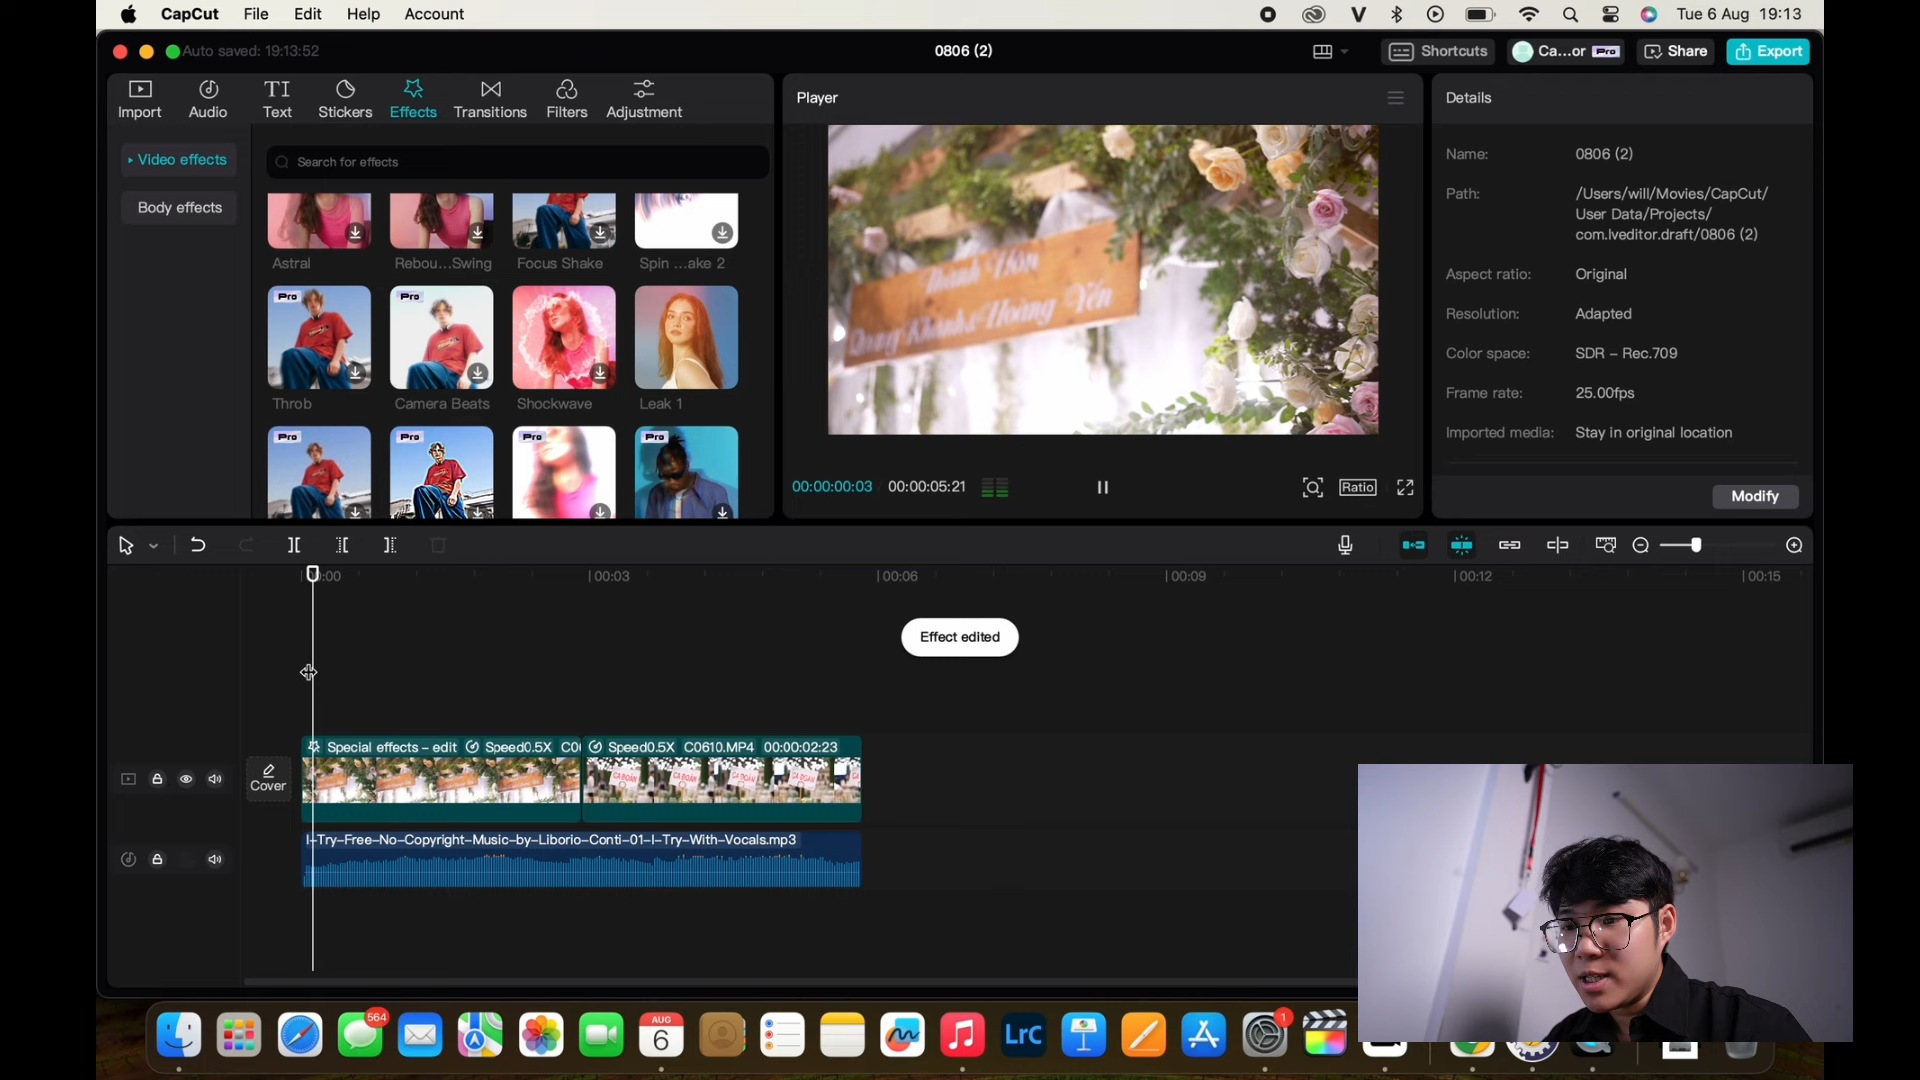 CapCut File Edit Help Account
Tue 6 Aug 19:13
Auto saved: 19:13:52
0806 (2)
Shortcuts
Ca...or Pro
Share
Export
Import
Audio
Text
Stickers
Effects
Transitions
Filters
Adjustment
Video effects
Body effects
Search for effects
Astral
Rebou...Swing
Focus Shake
Spin ...ake 2
Pro
Pro
Throb
Camera Beats
Shockwave
Leak 1
Pro
Pro
Pro
Pro
Player
Thành Hôn
Quang Khánh & Hoàng Yến
00:00:00:03 00:00:05:21
Ratio
Details
Name: 0806 (2)
Path: /Users/will/Movies/CapCut/
User Data/Projects/
com.lveditor.draft/0806 (2)
Aspect ratio: Original
Resolution: Adapted
Color space: SDR – Rec.709
Frame rate: 25.00fps
Imported media: Stay in original location
Modify
00:00
00:03
00:06
00:09
00:12
00:15
Effect edited
Special effects – edit Speed0.5X C0
Speed0.5X C0610.MP4 00:00:02:23
Cover
I–Try–Free–No–Copyright–Music–by–Liborio–Conti–01–I–Try–With–Vocals.mp3
564
AUG
6
LrC
1